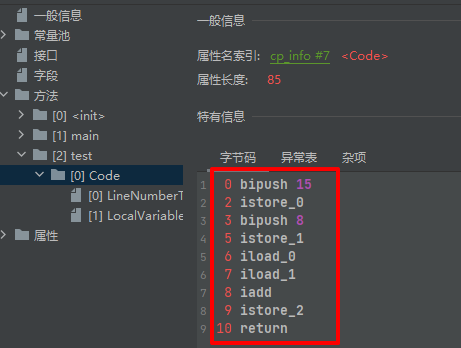 一般信息
常量池
接口
字段
方法
[0] <init>
[1] main
[2] test
[0] Code
[0] LineNumberT
[1] LocalVariable
属性
一般信息
属性名索引: cp_info #7 <Code>
属性长度: 85
特有信息
字节码 异常表 杂项
1 0 bipush 15
2 2 istore_0
3 3 bipush 8
4 5 istore_1
5 6 iload_0
6 7 iload_1
7 8 iadd
8 9 istore_2
9 10 return